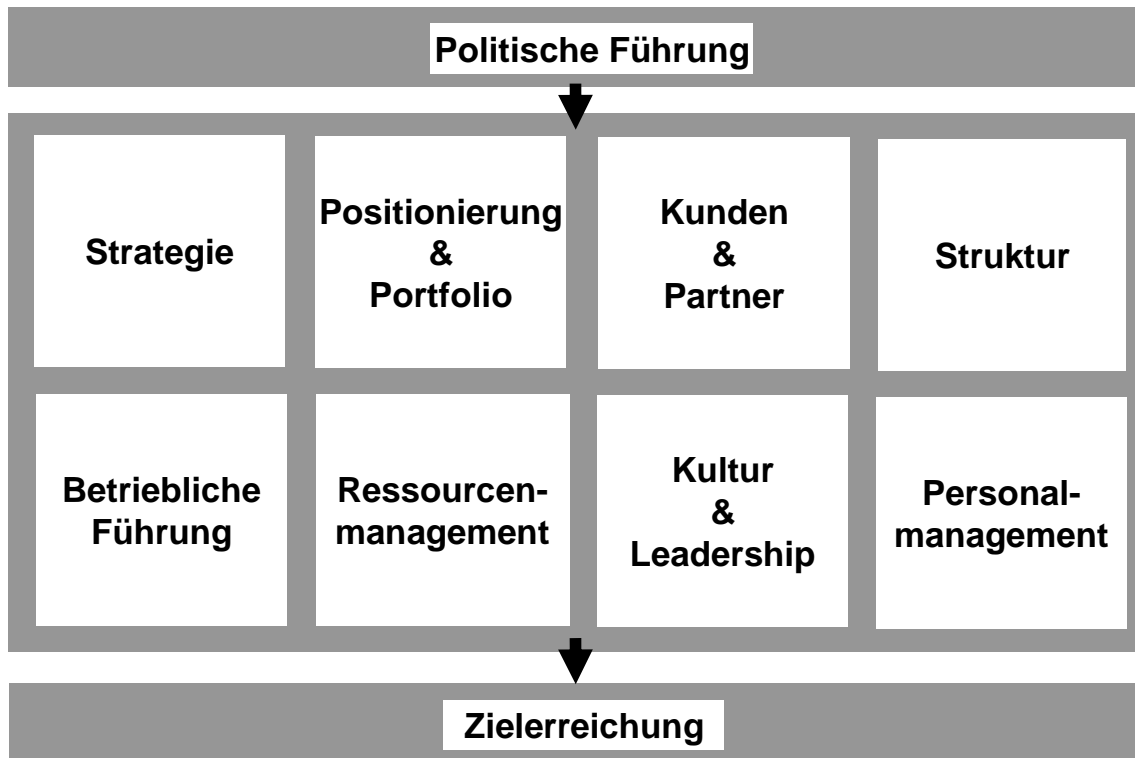 Politische Führung
Strategie
Positionierung
&
Portfolio
Kunden
&
Partner
Struktur
Betriebliche
Führung
Ressourcen-
management
Kultur
&
Leadership
Personal-
management
Zielerreichung